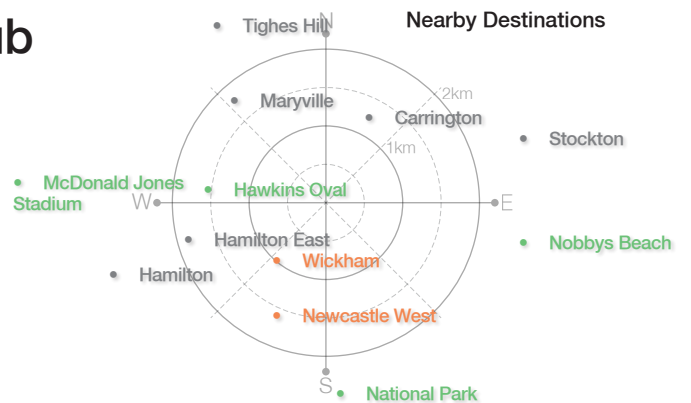 ub
Nearby Destinations
N
Tighes Hill
2km
Maryville
Carrington
Stockton
1km
McDonald Jones
Stadium
Hawkins Oval
W
E
Hamilton East
Nobbys Beach
Wickham
Hamilton
Newcastle West
S
National Park